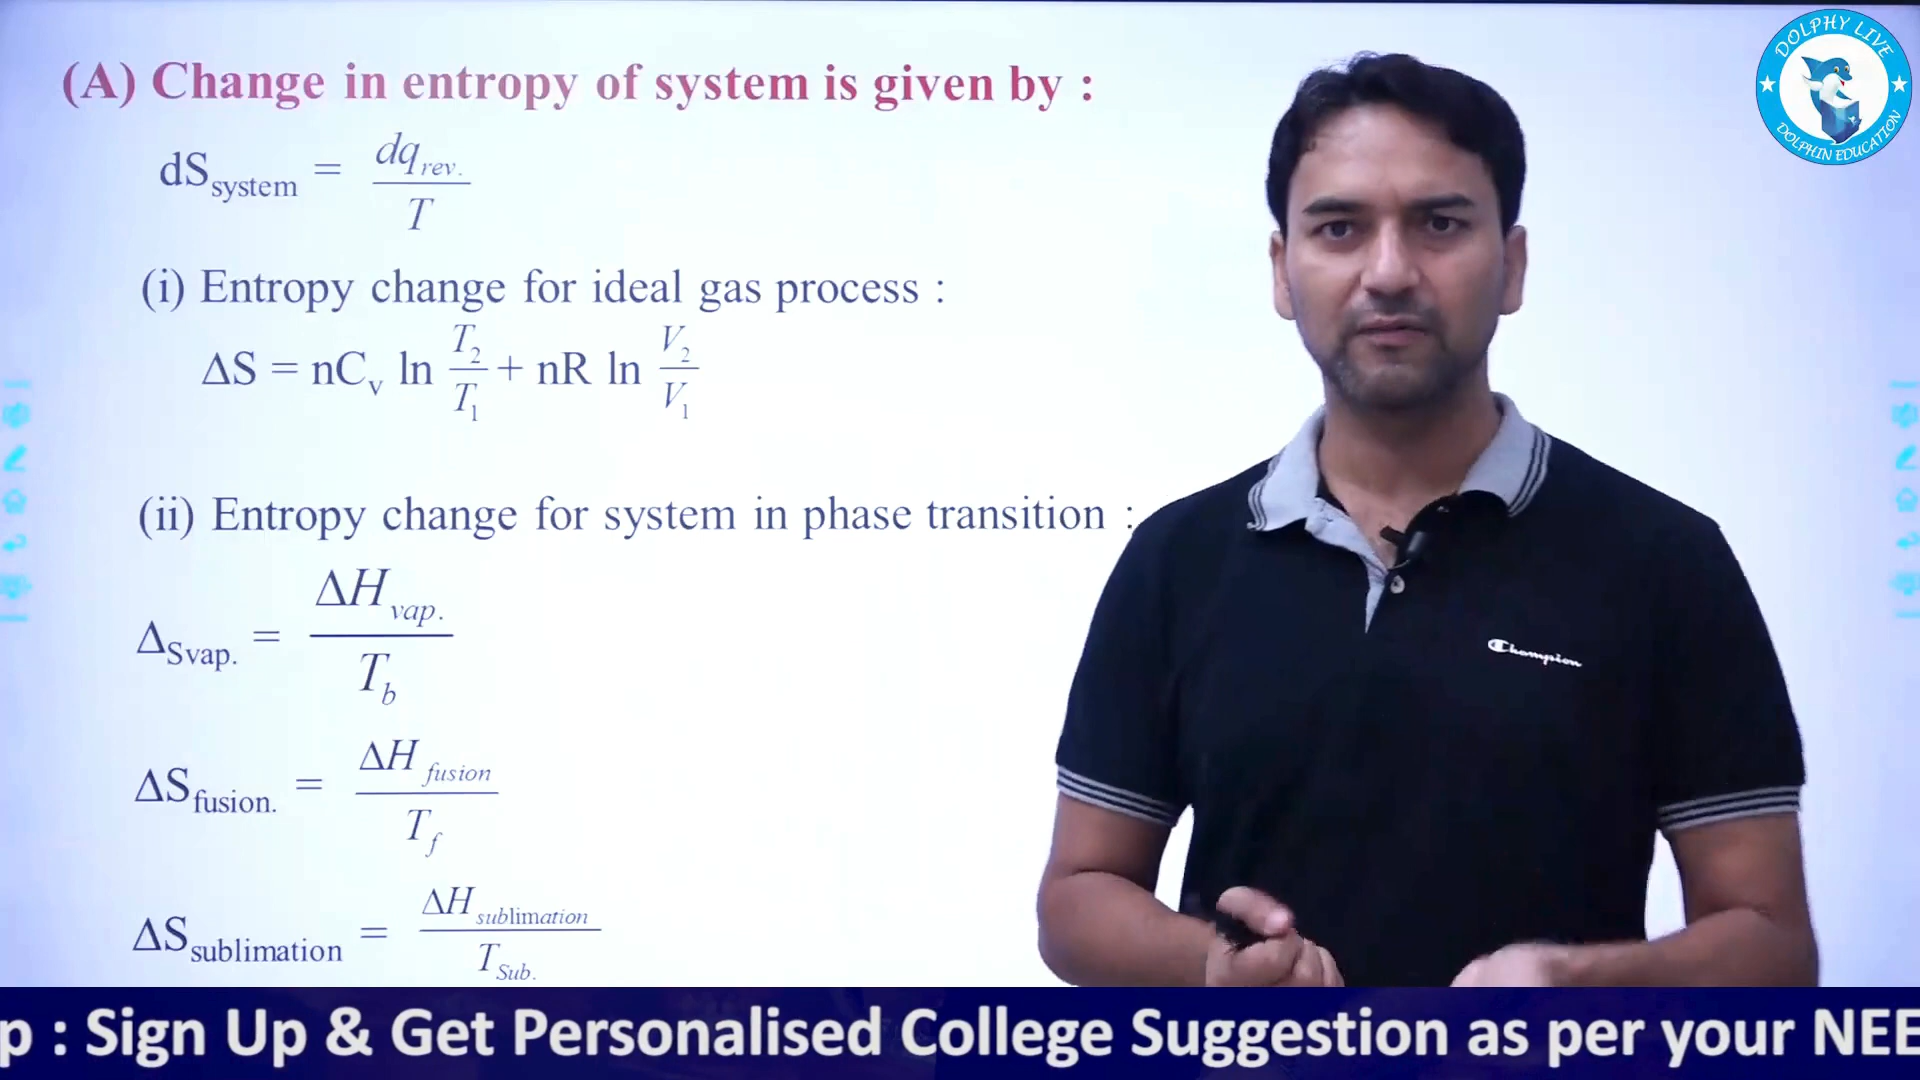 (A) Change in entropy of system is given by :
dS_system = dq_rev. / T
(i) Entropy change for ideal gas process :
ΔS = nC_v ln T_2/T_1 + nR ln V_2/V_1
(ii) Entropy change for system in phase transition :
Δ_Svap. = ΔH_vap. / T_b
ΔS_fusion. = ΔH_fusion / T_f
ΔS_sublimation = ΔH_sublimation / T_Sub.
DOLPHY LIVE
DOLPHIN EDUCATION
Champion
p : Sign Up & Get Personalised College Suggestion as per your NEE